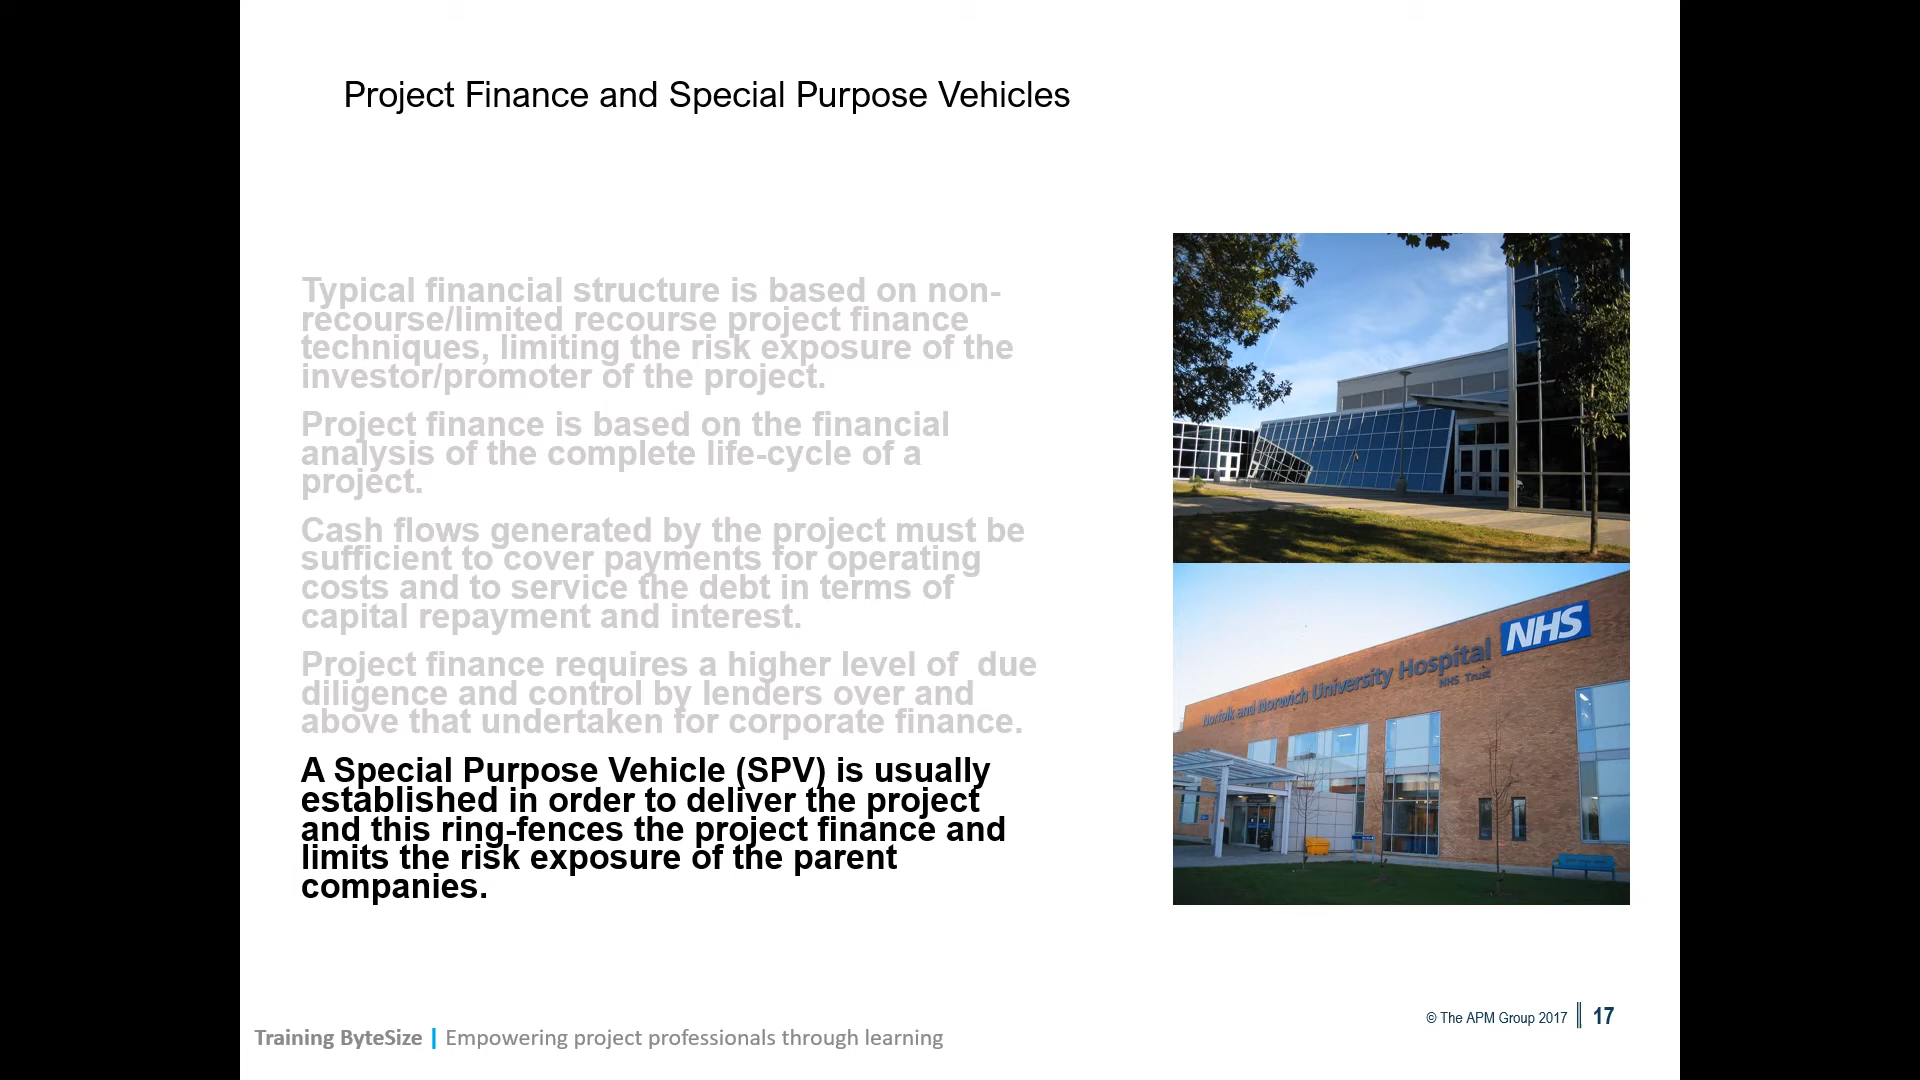 Project Finance and Special Purpose Vehicles
Typical financial structure is based on non-
recourse/limited recourse project finance
techniques, limiting the risk exposure of the
investor/promoter of the project.
Project finance is based on the financial
analysis of the complete life-cycle of a
project.
Cash flows generated by the project must be
sufficient to cover payments for operating
costs and to service the debt in terms of
capital repayment and interest.
Project finance requires a higher level of  due
diligence and control by lenders over and
above that undertaken for corporate finance.
A Special Purpose Vehicle (SPV) is usually
established in order to deliver the project
and this ring-fences the project finance and
limits the risk exposure of the parent
companies.
Norfolk and Norwich University Hospital
NHS Trust
NHS
© The APM Group 2017
17
Training ByteSize | Empowering project professionals through learning